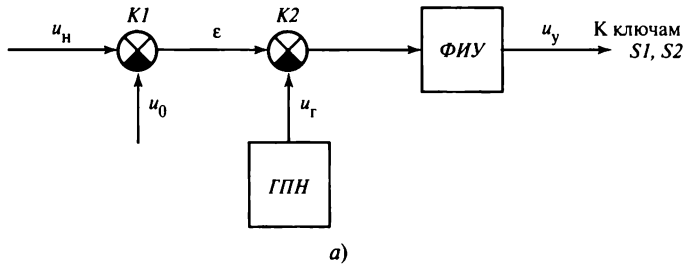 K1
K2
uн
ε
ФИУ
uу
К ключам
S1, S2
u0
uг
ГПН
а)